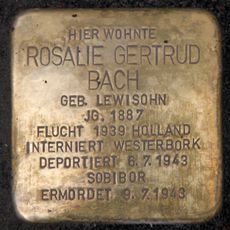 HIER WOHNTE
ROSALIE GERTRUD
BACH
GEB. LEWISOHN
JG. 1887
FLUCHT 1939 HOLLAND
INTERNIERT WESTERBORK
DEPORTIERT 6.7.1943
SOBIBOR
ERMORDET 9.7.1943